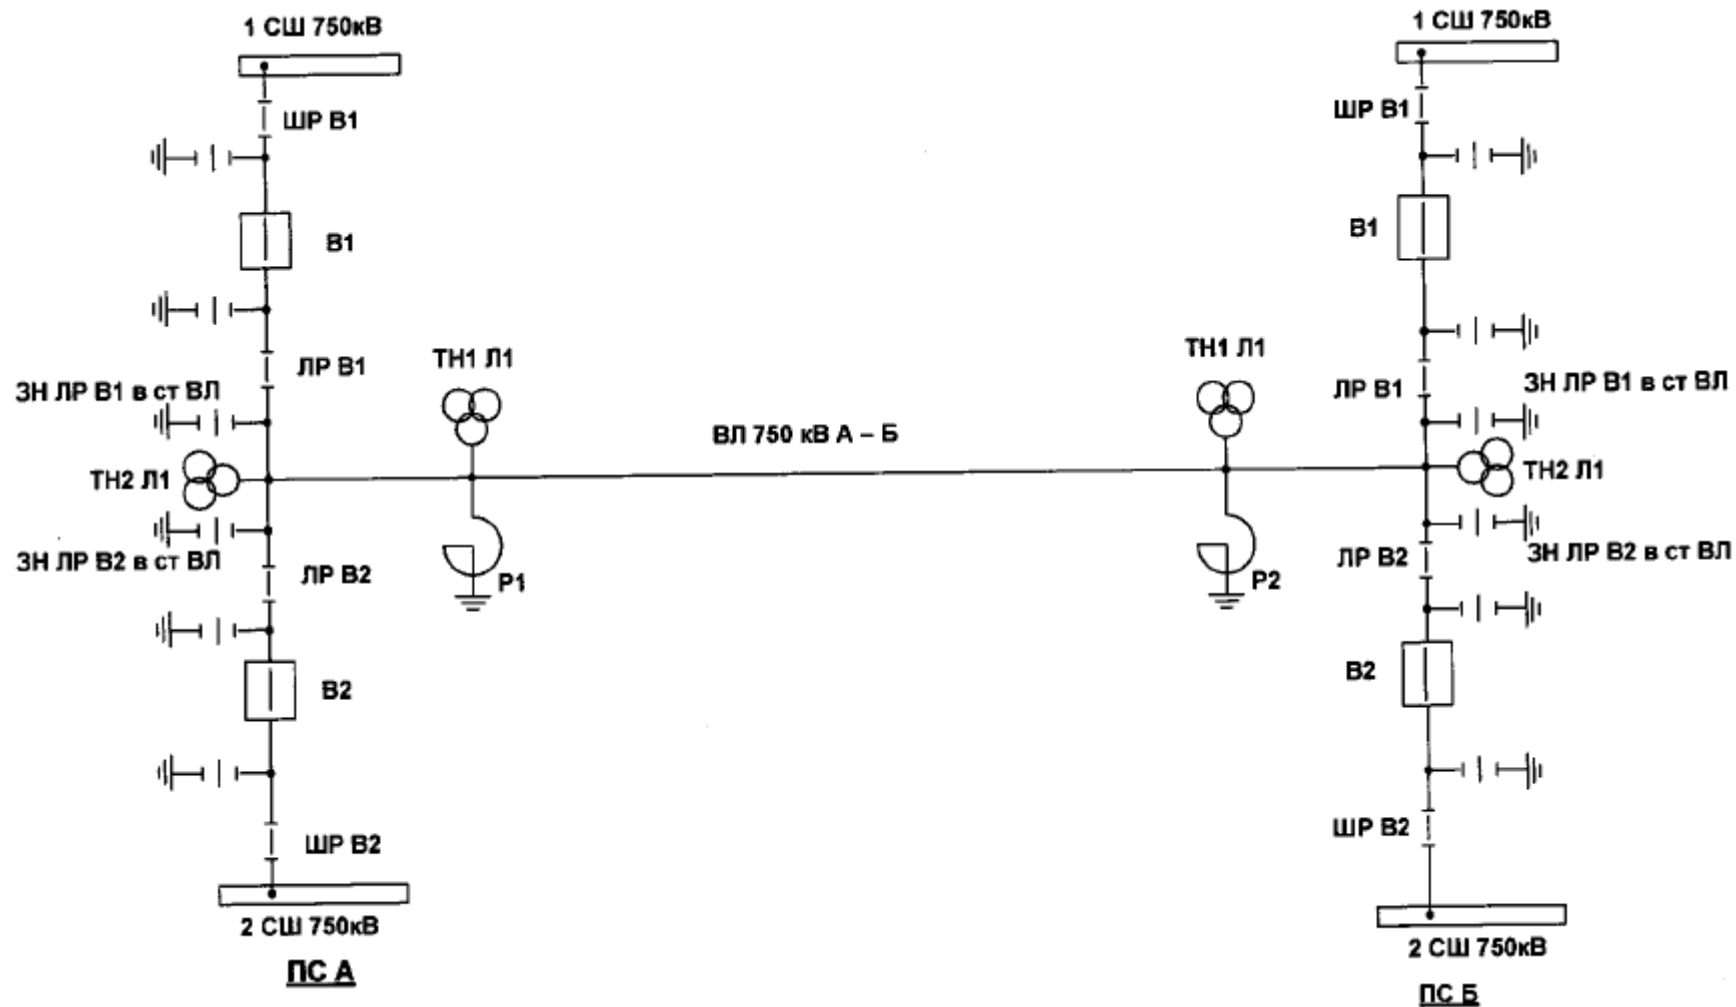 1 СШ 750кВ
1 СШ 750кВ
ШР В1
ШР В1
В1
В1
ТН1 Л1
ТН1 Л1
ЛР В1
ЗН ЛР В1 в ст ВЛ
ЛР В1
ЗН ЛР В1 в ст ВЛ
ВЛ 750 кВ А – Б
ТН2 Л1
ТН2 Л1
ЗН ЛР В2 в ст ВЛ
ЛР В2
Р1
Р2
ЛР В2
ЗН ЛР В2 в ст ВЛ
В2
В2
ШР В2
ШР В2
2 СШ 750кВ
2 СШ 750кВ
ПС А
ПС Б